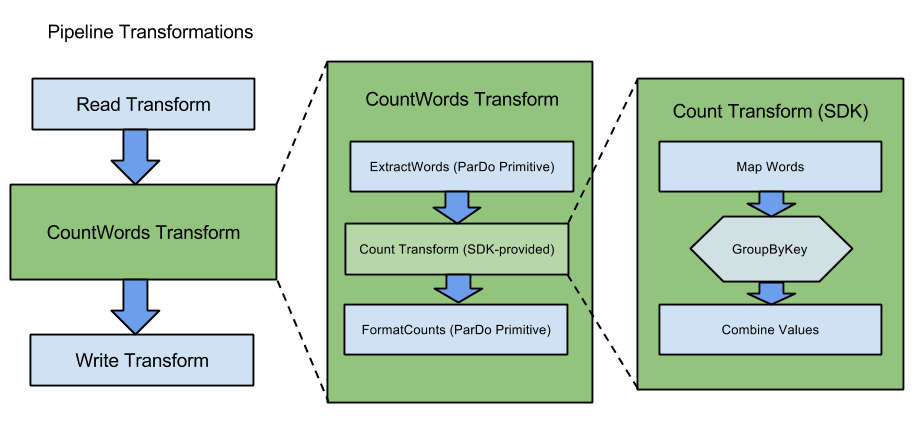 Pipeline Transformations
Read Transform
CountWords Transform
Write Transform
CountWords Transform
ExtractWords (ParDo Primitive)
Count Transform (SDK-provided)
FormatCounts (ParDo Primitive)
Count Transform (SDK)
Map Words
GroupByKey
Combine Values